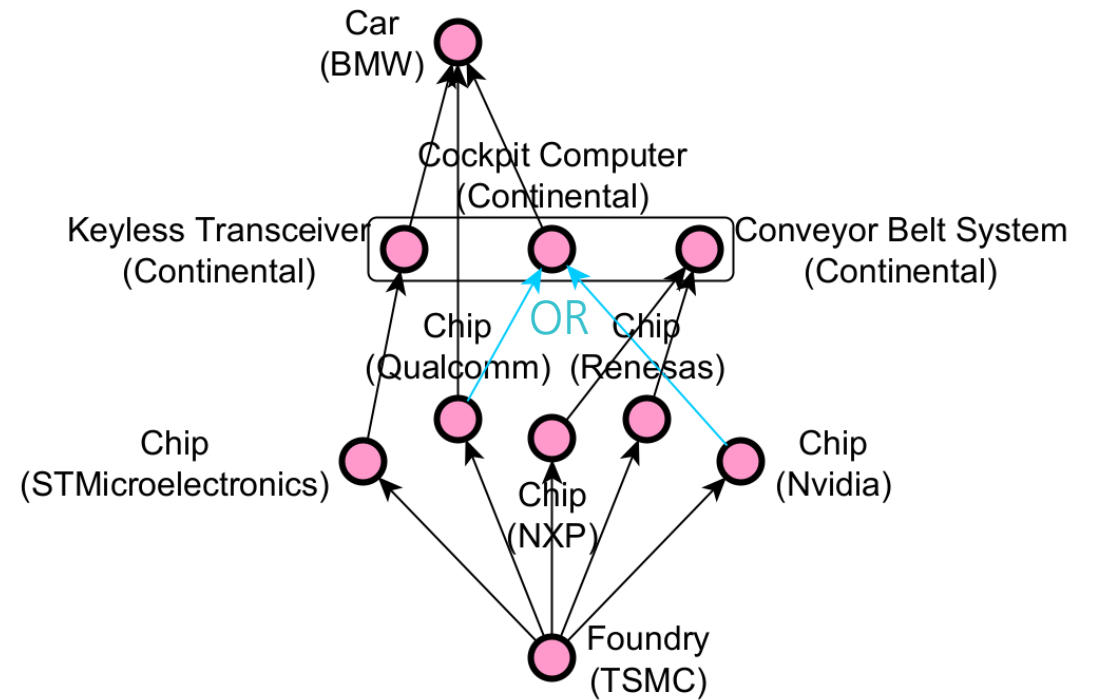 Car
(BMW)
Cockpit Computer
(Continental)
Keyless Transceiver
(Continental)
Conveyor Belt System
(Continental)
OR
Chip
(Qualcomm)
Chip
(Renesas)
Chip
(STMicroelectronics)
Chip
(NXP)
Chip
(Nvidia)
Foundry
(TSMC)